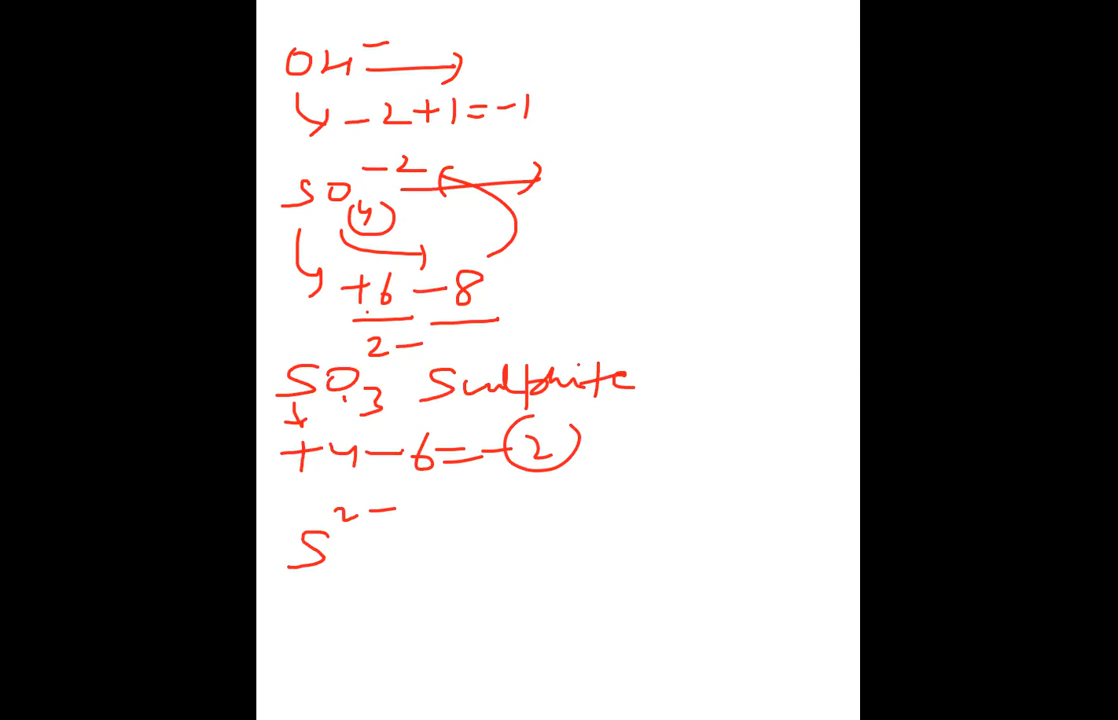 OH⁻ →
↳ -2+1=-1
SO₄⁻²
↳ +6-8
2-
SO₃ Sulphite
+4-6=-2
S²⁻